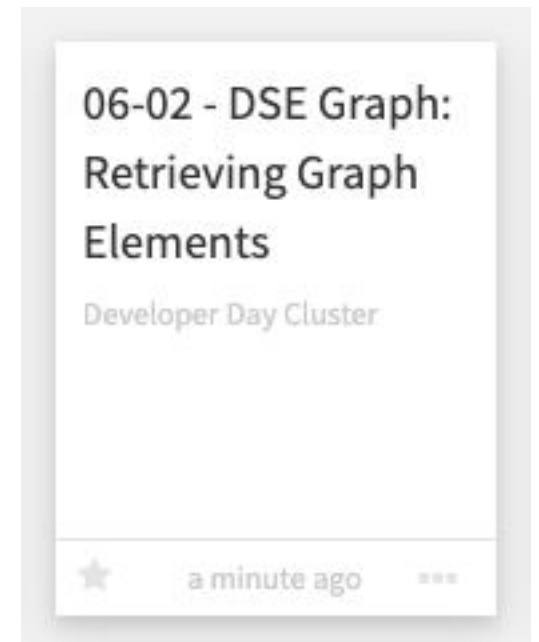 06-02 - DSE Graph:
Retrieving Graph
Elements
Developer Day Cluster
a minute ago